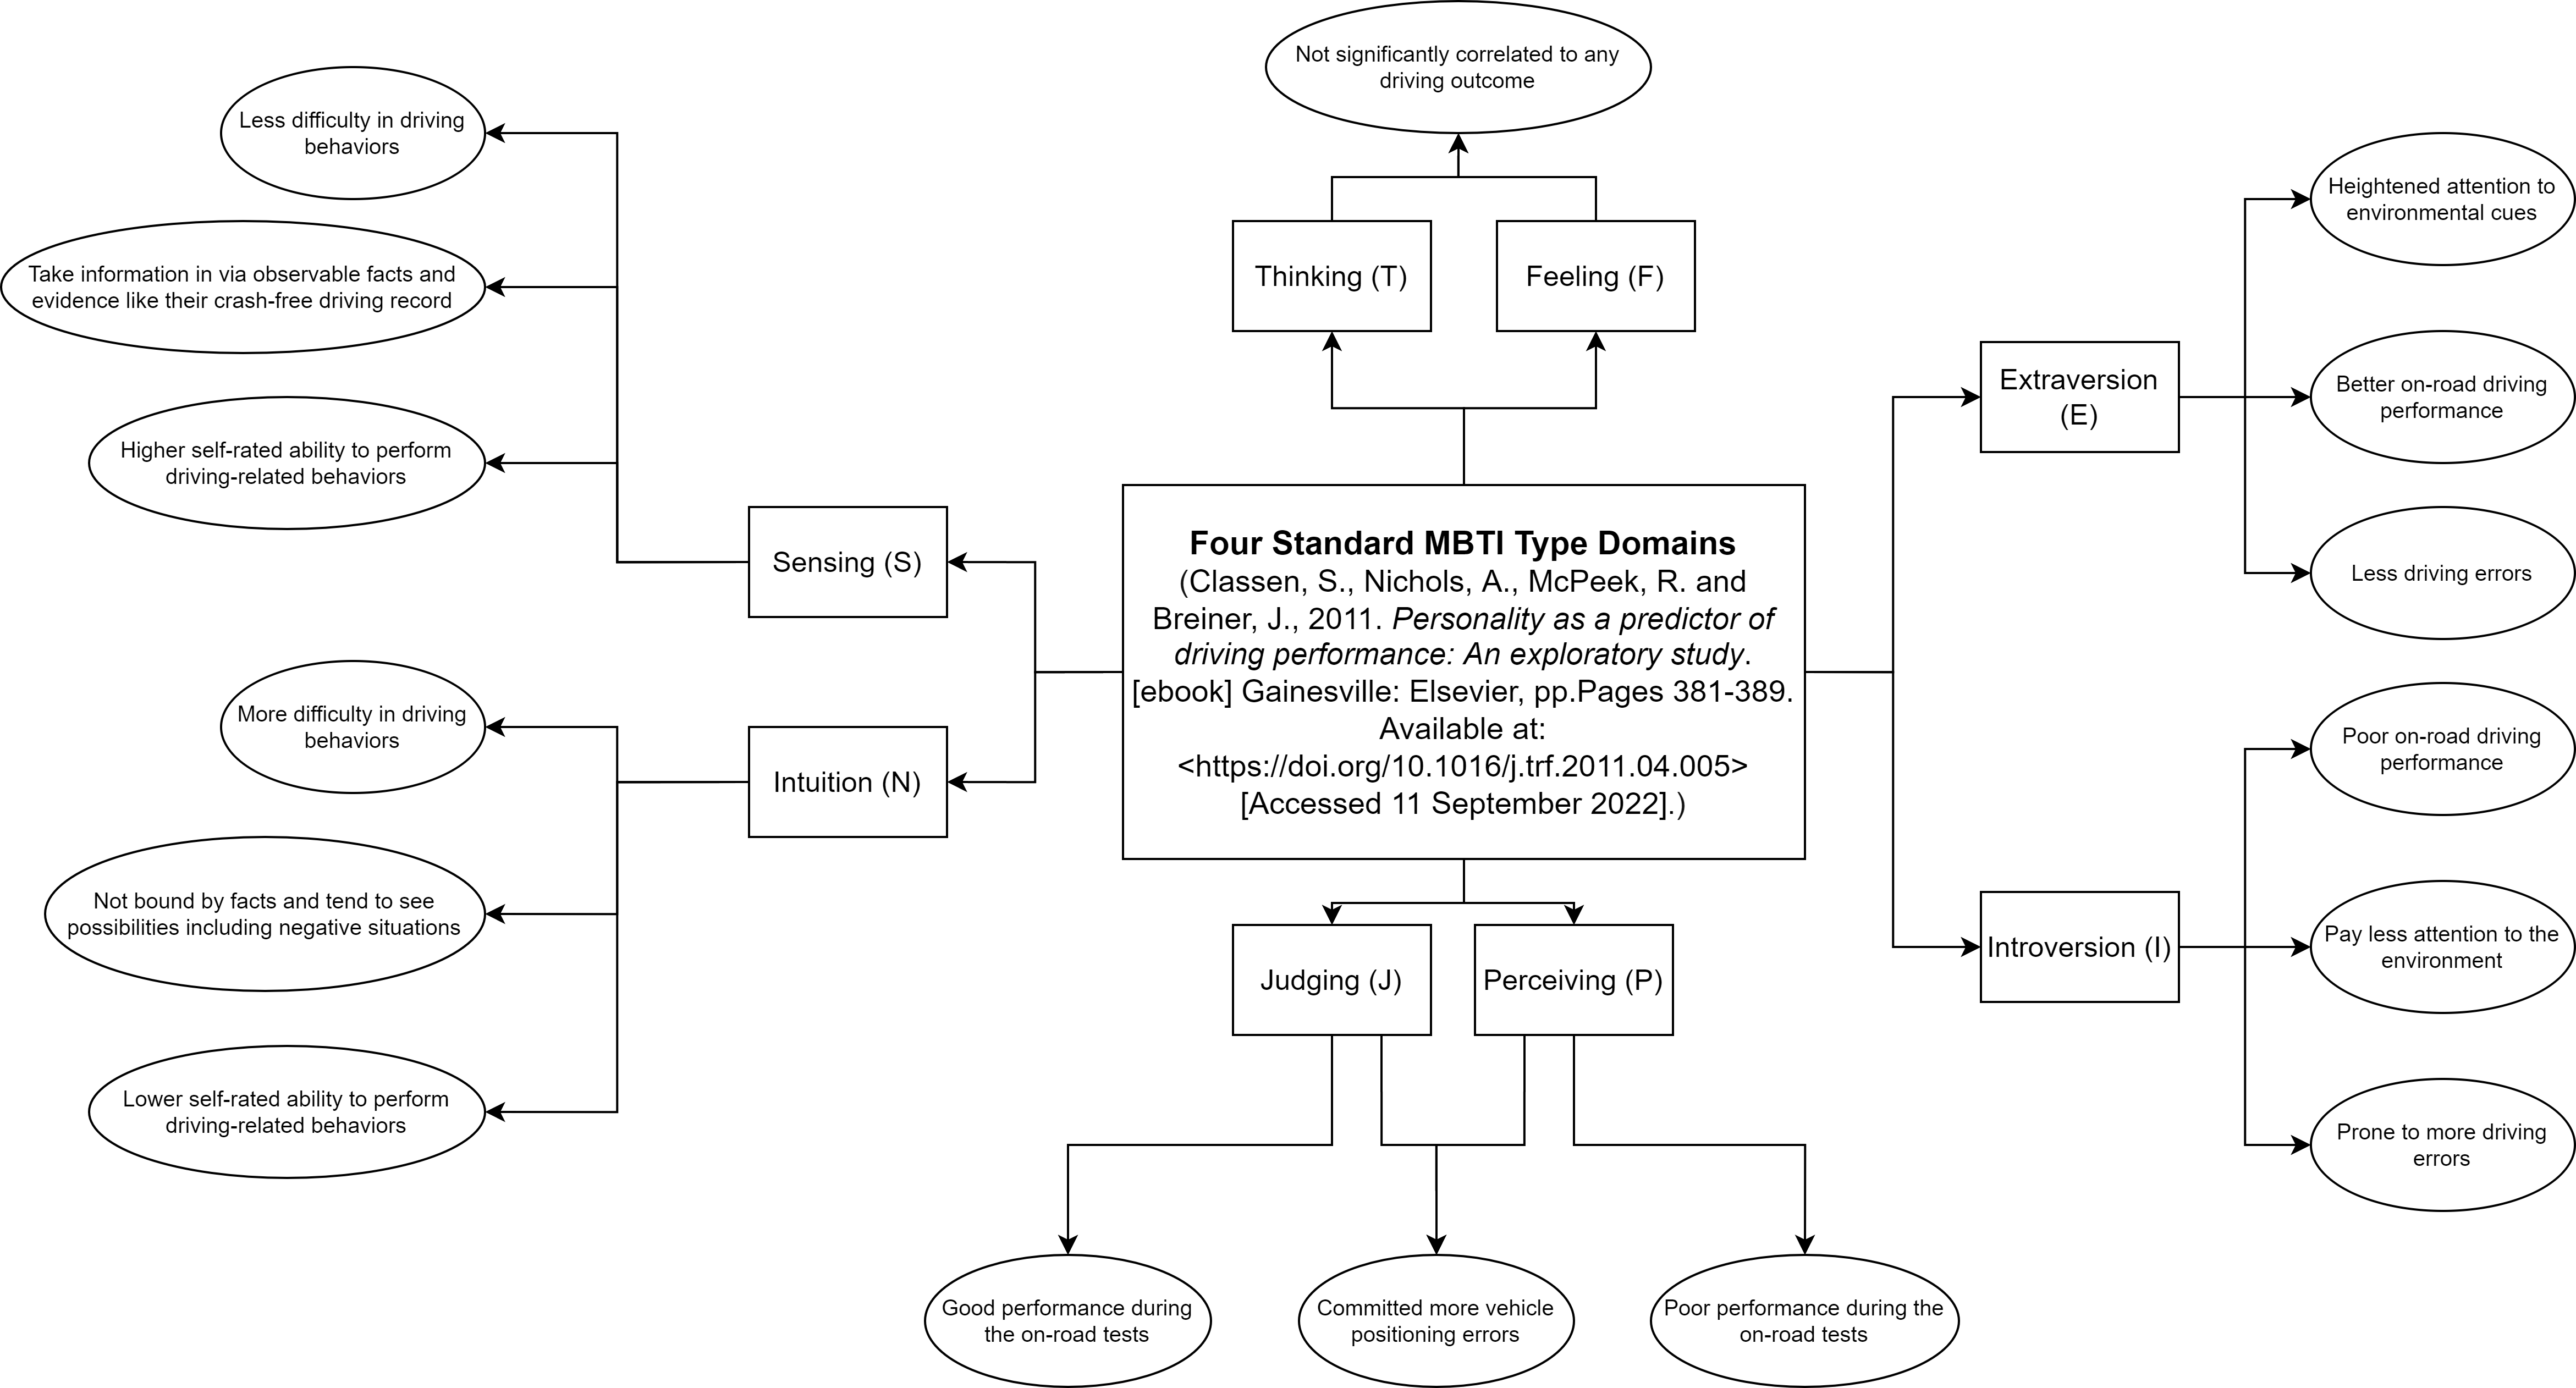 Not significantly correlated to any
driving outcome
Less difficulty in driving
behaviors
Take information in via observable facts and
evidence like their crash-free driving record
Higher self-rated ability to perform
driving-related behaviors
Thinking (T)
Feeling (F)
Sensing (S)
Intuition (N)
More difficulty in driving
behaviors
Not bound by facts and tend to see
possibilities including negative situations
Lower self-rated ability to perform
driving-related behaviors
Four Standard MBTI Type Domains
(Classen, S., Nichols, A., McPeek, R. and
Breiner, J., 2011. Personality as a predictor of
driving performance: An exploratory study.
[ebook] Gainesville: Elsevier, pp.Pages 381-389.
Available at:
<https://doi.org/10.1016/j.trf.2011.04.005>
[Accessed 11 September 2022].)
Extraversion
(E)
Heightened attention to
environmental cues
Better on-road driving
performance
Less driving errors
Introversion (I)
Poor on-road driving
performance
Pay less attention to the
environment
Prone to more driving
errors
Judging (J)
Perceiving (P)
Good performance during
the on-road tests
Committed more vehicle
positioning errors
Poor performance during the
on-road tests